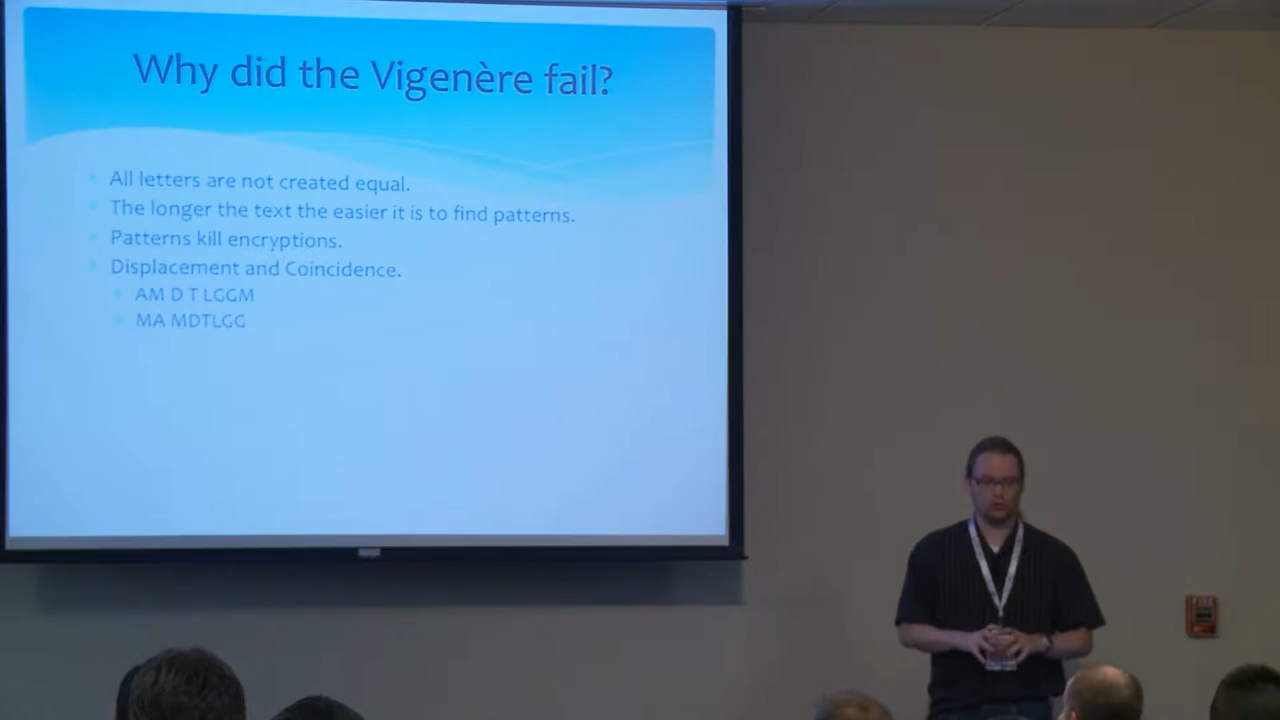 Why did the Vigenère fail?
All letters are not created equal.
The longer the text the easier it is to find patterns.
Patterns kill encryptions.
Displacement and Coincidence.
AM D T LGGM
MA MDTLGG